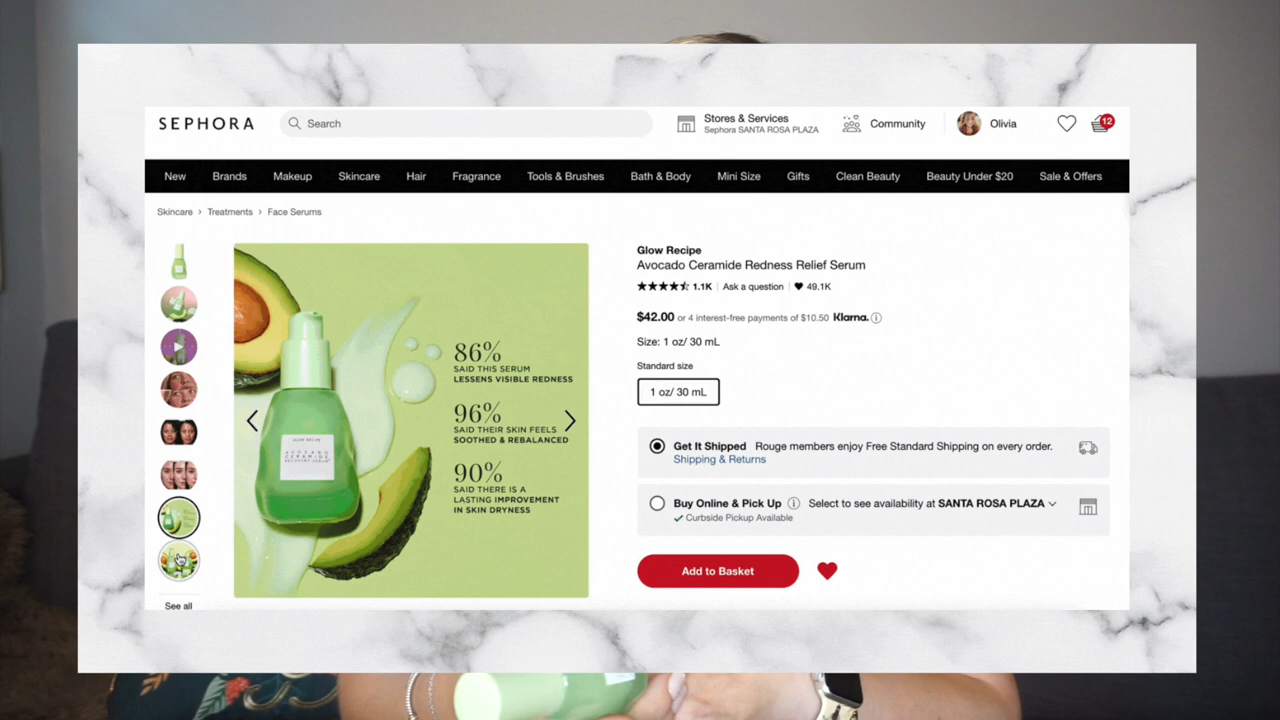 SEPHORA
Search
Stores & Services
Sephora SANTA ROSA PLAZA
Community
Olivia
12
New Brands Makeup Skincare Hair Fragrance Tools & Brushes Bath & Body Mini Size Gifts Clean Beauty Beauty Under $20 Sale & Offers
Skincare > Treatments > Face Serums
See all
86%
SAID THIS SERUM
LESSENS VISIBLE REDNESS
96%
SAID THEIR SKIN FEELS
SOOTHED & REBALANCED
90%
SAID THERE IS A
LASTING IMPROVEMENT
IN SKIN DRYNESS
GLOW RECIPE
AVOCADO
CERAMIDE
RECOVERY SERUM
Glow Recipe
Avocado Ceramide Redness Relief Serum
1.1K | Ask a question | 49.1K
$42.00 or 4 interest-free payments of $10.50 Klarna.
Size: 1 oz/ 30 mL
Standard size
1 oz/ 30 mL
Get It Shipped Rouge members enjoy Free Standard Shipping on every order.
Shipping & Returns
Buy Online & Pick Up Select to see availability at SANTA ROSA PLAZA
Curbside Pickup Available
Add to Basket